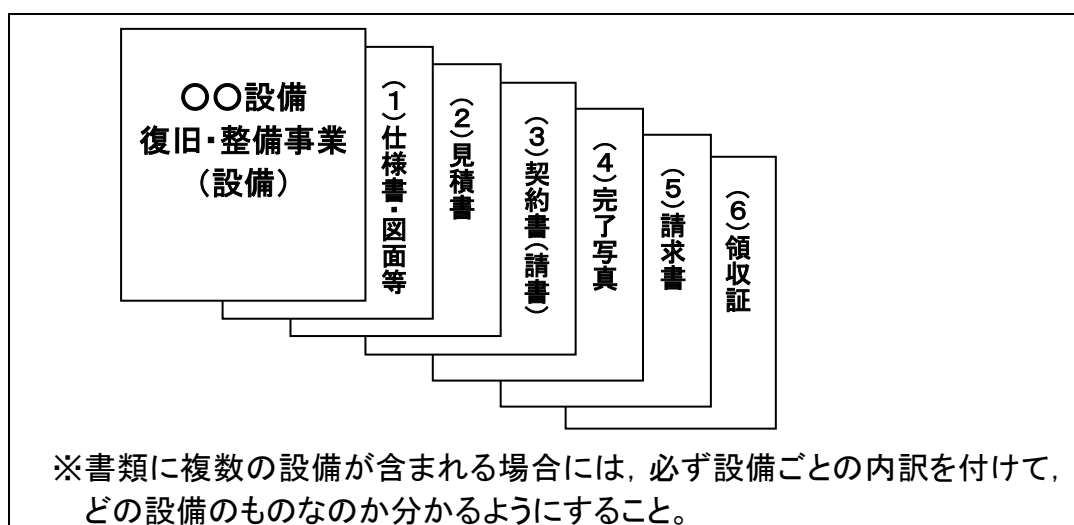 〇〇設備
復旧・整備事業
（設備）
（１）仕様書・図面等
（２）見積書
（３）契約書（請書）
（４）完了写真
（５）請求書
（６）領収証
※書類に複数の設備が含まれる場合には，必ず設備ごとの内訳を付けて，
どの設備のものなのか分かるようにすること。